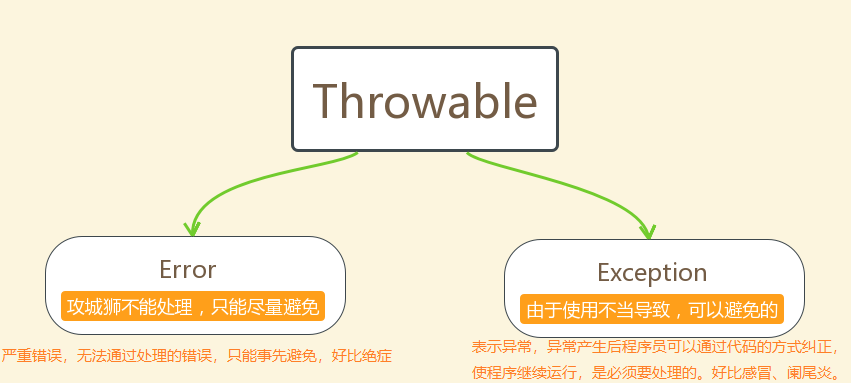 Throwable
Error
攻城狮不能处理，只能尽量避免
严重错误，无法通过处理的错误，只能事先避免，好比绝症
Exception
由于使用不当导致，可以避免的
表示异常，异常产生后程序员可以通过代码的方式纠正，
使程序继续运行，是必须要处理的。好比感冒、阑尾炎。